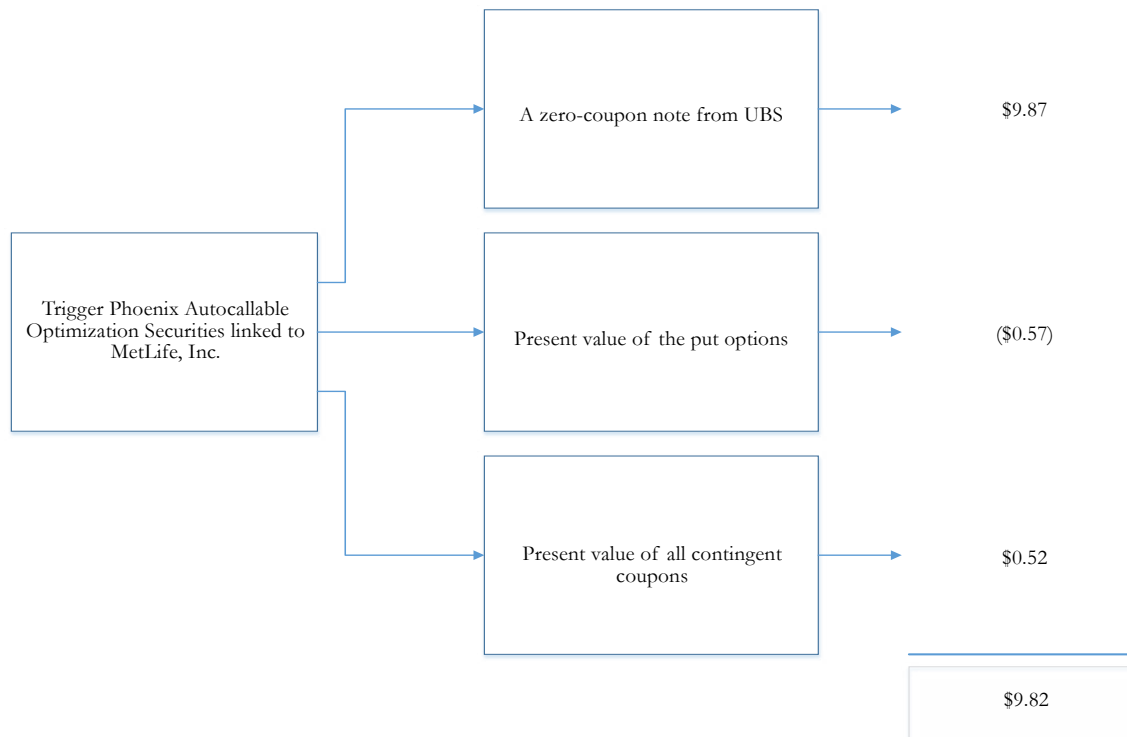 A zero-coupon note from UBS
$9.87
Trigger Phoenix Autocallable
Optimization Securities linked to
MetLife, Inc.
Present value of the put options
($0.57)
Present value of all contingent
coupons
$0.52
$9.82